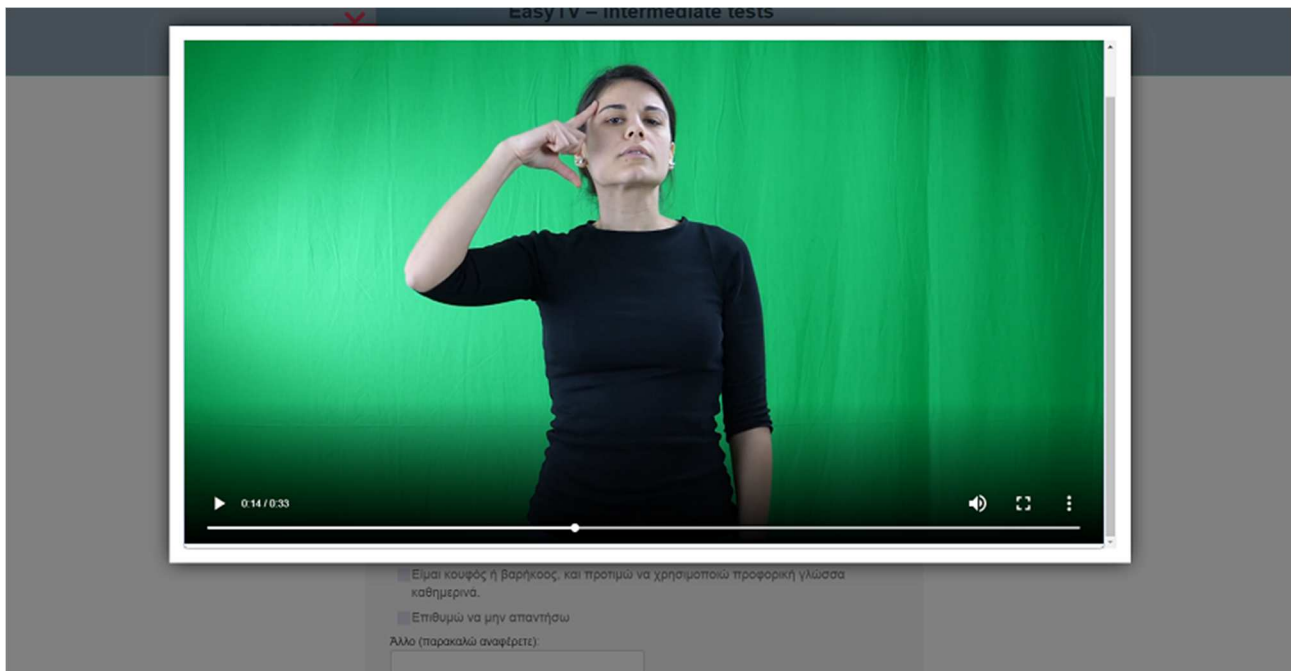 EasyTV – Intermediate tests
0:14 / 0:33
Είμαι κουφός ή βαρήκοος, και προτιμώ να χρησιμοποιώ προφορική γλώσσα
καθημερινά.
Επιθυμώ να μην απαντήσω
Άλλο (παρακαλώ αναφέρετε):